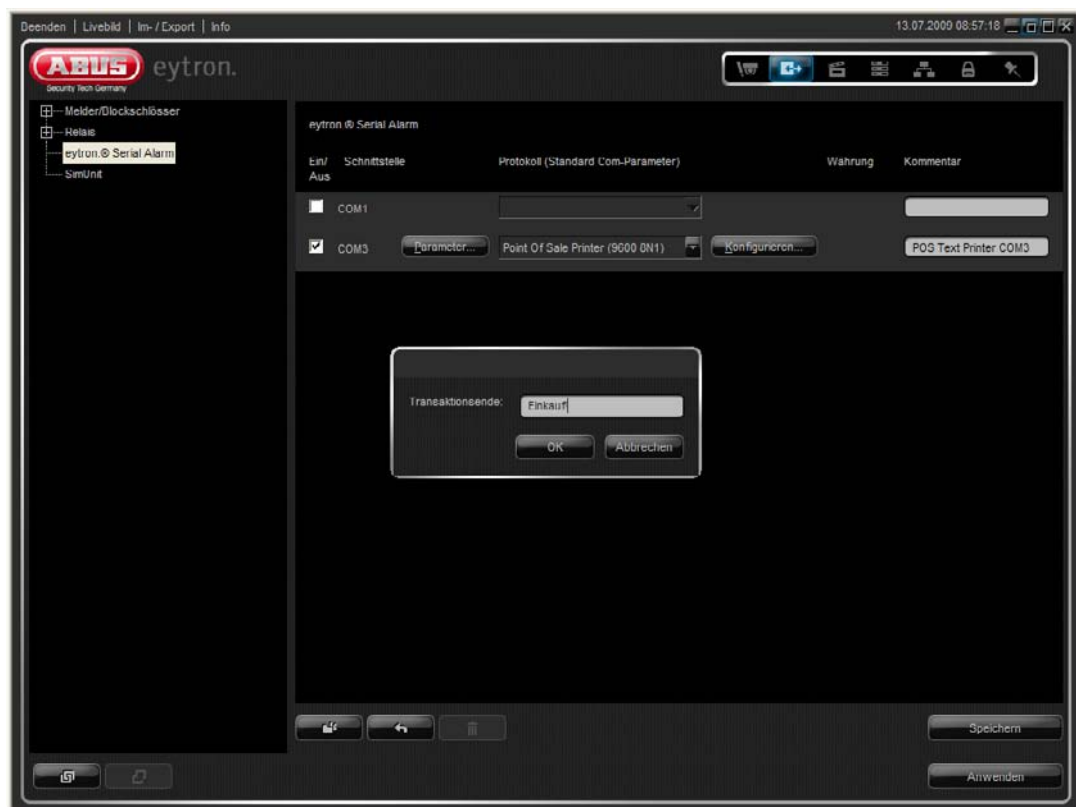 Beenden | Livebild | Im- / Export | Info
13.07.2009 08:57:18
ABUS eytron.
Security Tech Germany
Melder/Blockschlösser
Relais
eytron.® Serial Alarm
SimUnit
eytron ® Serial Alarm
Ein/ Aus Schnittstelle Protokoll (Standard Com-Parameter) Währung Kommentar
COM1
COM3 Parameter... Point Of Sale Printer (9600 8N1) Konfigurieren... POS Text Printer COM3
Transaktionsende: Einkauf
OK Abbrechen
Speichern
Anwenden